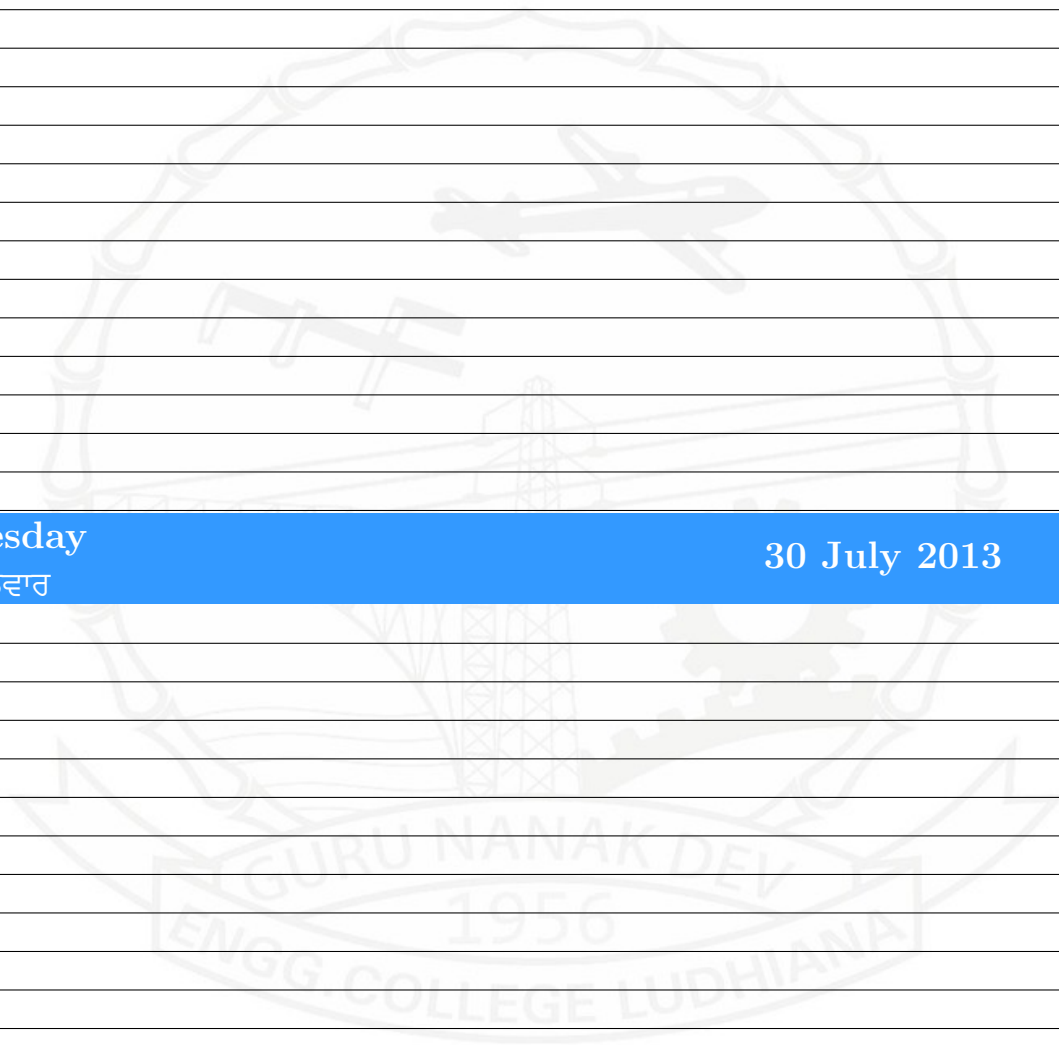 esday
30 July 2013
ਵਾਰ
GURU NANAK DEV
1956
ENGG.COLLEGE LUDHIANA